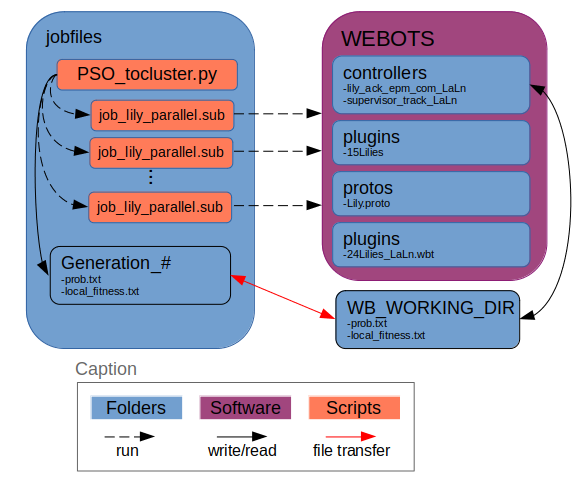 jobfiles
PSO_tocluster.py
job_lily_parallel.sub
job_lily_parallel.sub
job_lily_parallel.sub
Generation_#
-prob.txt
-local_fitness.txt
WEBOTS
controllers
-lily_ack_epm_com_LaLn
-supervisor_track_LaLn
plugins
-15Lilies
protos
-Lily.proto
plugins
-24Lilies_LaLn.wbt
WB_WORKING_DIR
-prob.txt
-local_fitness.txt
Caption
Folders
Software
Scripts
run
write/read
file transfer